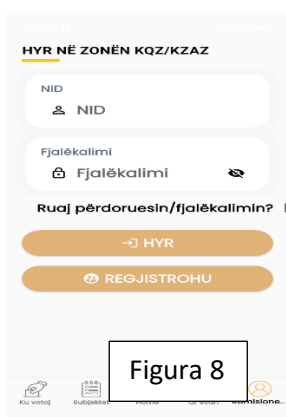 HYR NË ZONËN KQZ/KZAZ
NID
NID
Fjalëkalimi
Fjalëkalimi
Ruaj përdoruesin/fjalëkalimin?
HYR
REGJISTROHU
Figura 8
Ku votoj Subjektet